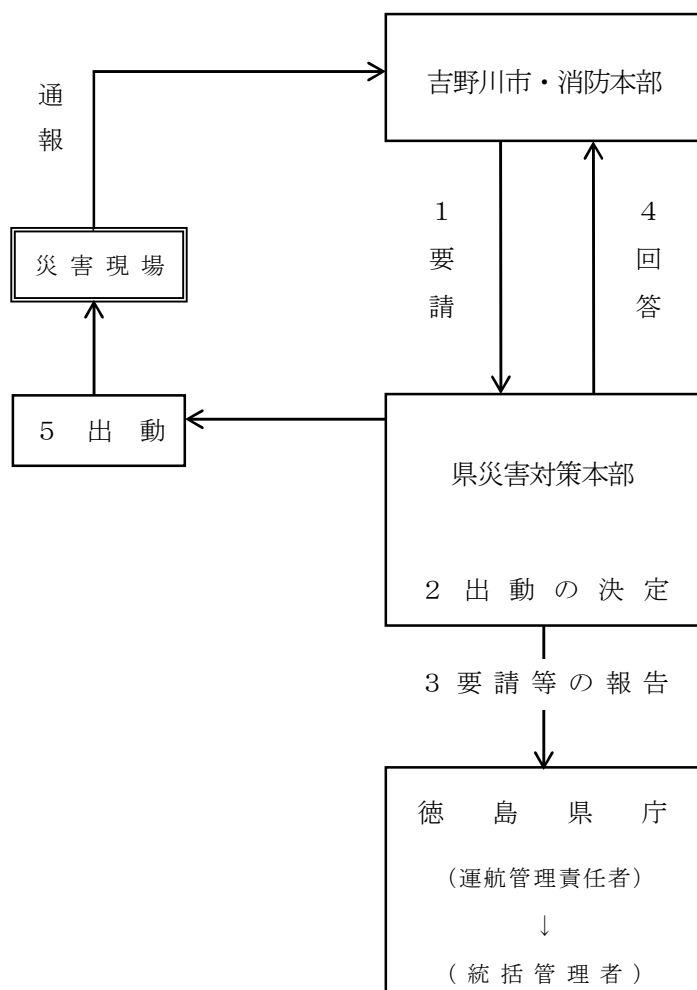 吉野川市・消防本部
通報
災害現場
1要請
4回答
5 出 動
県災害対策本部
2出動の決定
3要請等の報告
徳島県庁
(運航管理責任者)
↓
(統括管理者)